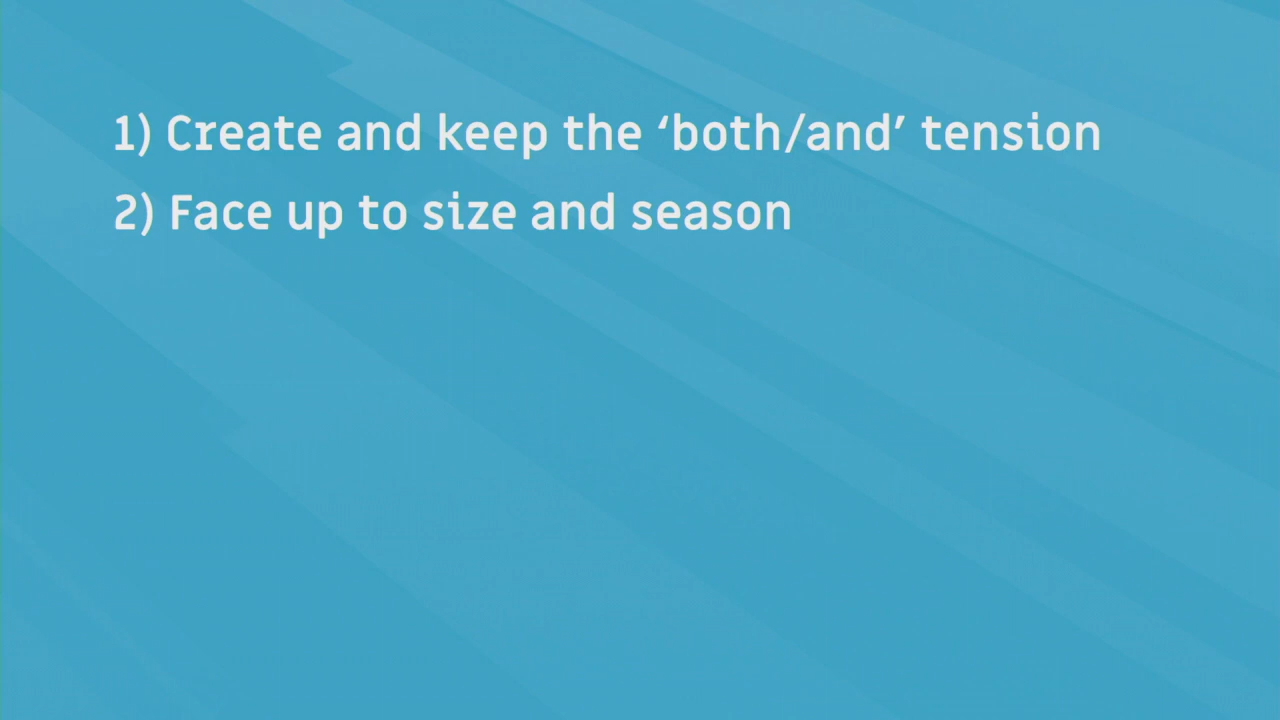 1) Create and keep the ‘both/and’ tension
2) Face up to size and season